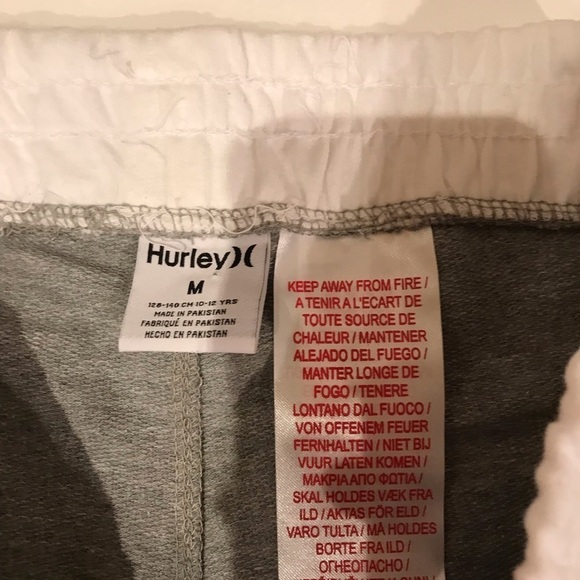 Hurley
M
128-140 CM 10-12 YRS
MADE IN PAKISTAN
FABRIQUÉ EN PAKISTAN
HECHO EN PAKISTAN
KEEP AWAY FROM FIRE /
A TENIR A L'ECART DE
TOUTE SOURCE DE
CHALEUR / MANTENER
ALEJADO DEL FUEGO /
MANTER LONGE DE
FOGO / TENERE
LONTANO DAL FUOCO /
VON OFFENEM FEUER
FERNHALTEN / NIET BIJ
VUUR LATEN KOMEN /
ΜΑΚΡΙΑ ΑΠΟ ΦΩΤΙΑ /
SKAL HOLDES VÆK FRA
ILD / AKTAS FÖR ELD /
VARO TULTA / MÅ HOLDES
BORTE FRA ILD /
ОГНЕОПАСНО /